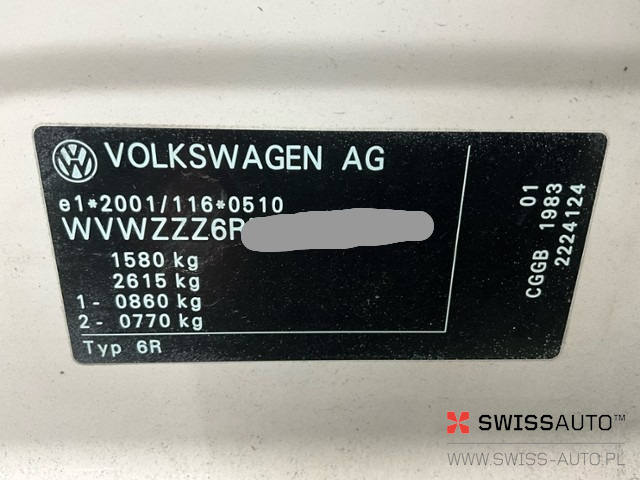 VOLKSWAGEN AG
e1*2001/116*0510
WVWZZZ6R
1580 kg
2615 kg
1 - 0860 kg
2 - 0770 kg
Typ 6R
01
CGGB 1983
2224124
SWISSAUTO™
WWW.SWISS-AUTO.PL